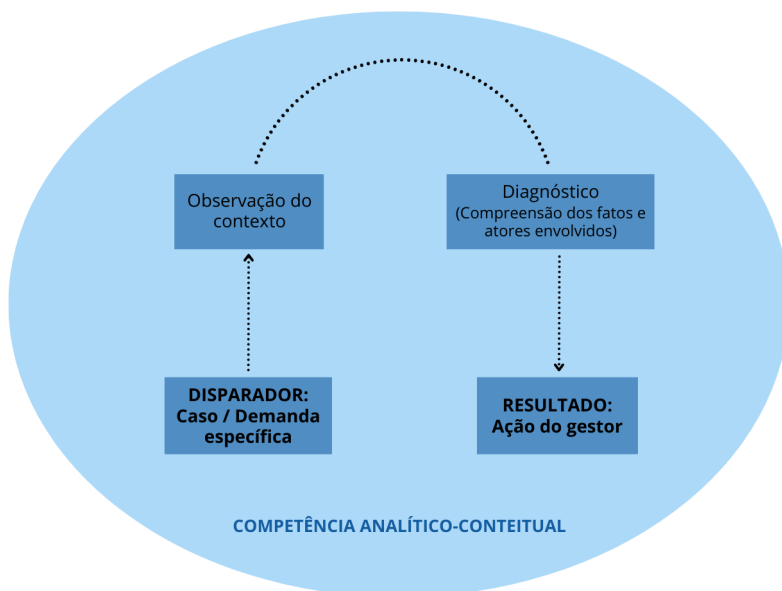 Observação do
contexto
Diagnóstico
(Compreensão dos fatos e
atores envolvidos)
DISPARADOR:
Caso / Demanda
específica
RESULTADO:
Ação do gestor
COMPETÊNCIA ANALÍTICO-CONTEITUAL